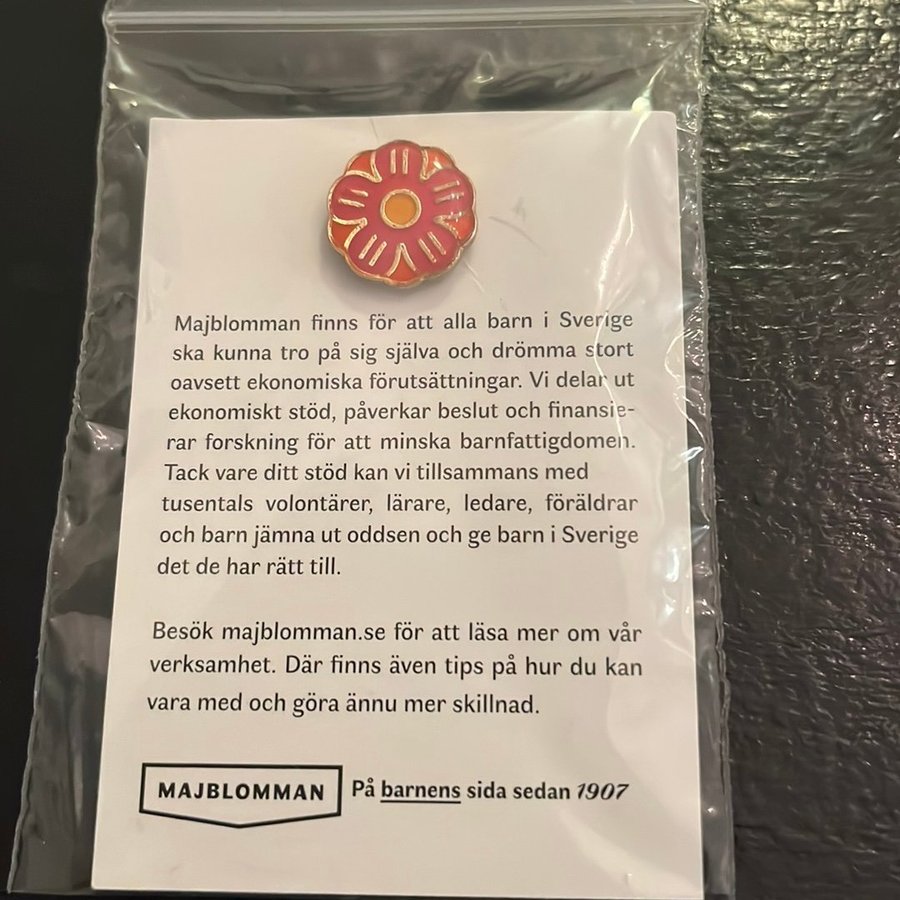 Majblomman finns för att alla barn i Sverige
ska kunna tro på sig själva och drömma stort
oavsett ekonomiska förutsättningar. Vi delar ut
ekonomiskt stöd, påverkar beslut och finansie-
rar forskning för att minska barnfattigdomen.
Tack vare ditt stöd kan vi tillsammans med
tusentals volontärer, lärare, ledare, föräldrar
och barn jämna ut oddsen och ge barn i Sverige
det de har rätt till.
Besök majblomman.se för att läsa mer om vår
verksamhet. Där finns även tips på hur du kan
vara med och göra ännu mer skillnad.
MAJBLOMMAN På barnens sida sedan 1907